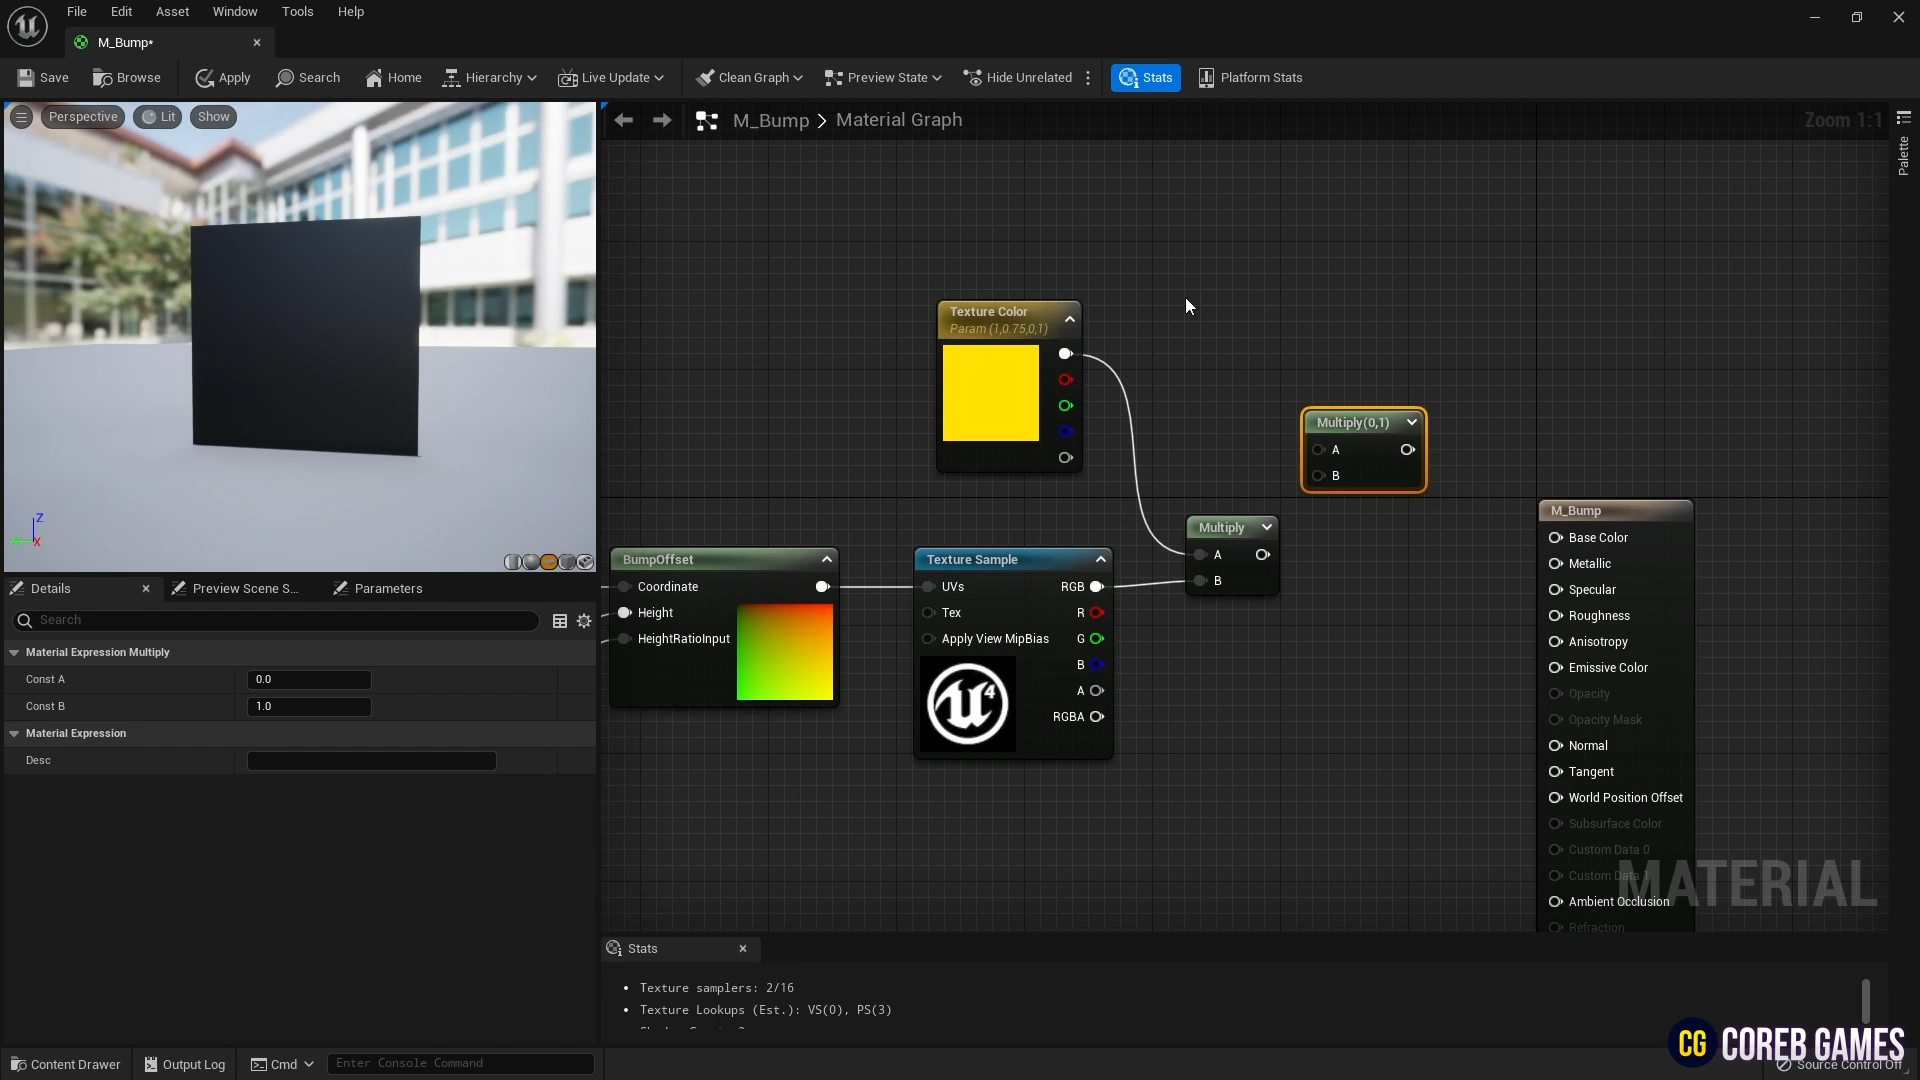 File Edit Asset Window Tools Help
M_Bump*
Save Browse Apply Search Home Hierarchy Live Update Clean Graph Preview State Hide Unrelated Stats Platform Stats
Perspective Lit Show
M_Bump > Material Graph
Zoom 1:1
Palette
Texture Color
Param (1,0.75,0,1)
Multiply(0,1)
A
B
Multiply
A
B
BumpOffset
Coordinate
Height
HeightRatioInput
Texture Sample
UVs RGB
Tex R
Apply View MipBias G
B
A
RGBA
4
M_Bump
Base Color
Metallic
Specular
Roughness
Anisotropy
Emissive Color
Opacity
Opacity Mask
Normal
Tangent
World Position Offset
Subsurface Color
Custom Data 0
Custom Data 1
Ambient Occlusion
Refraction
MATERIAL
Z
X
Details Preview Scene S... Parameters
Search
Material Expression Multiply
Const A 0.0
Const B 1.0
Material Expression
Desc
Stats
• Texture samplers: 2/16
• Texture Lookups (Est.): VS(0), PS(3)
Content Drawer Output Log Cmd Enter Console Command
CG COREB GAMES
Source Control Off